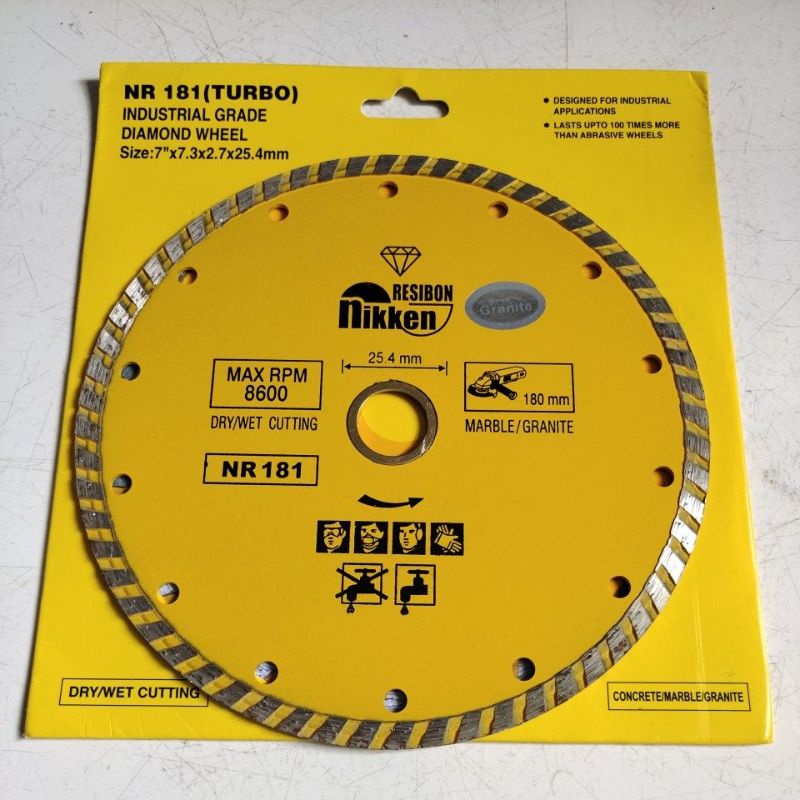 NR 181(TURBO)
INDUSTRIAL GRADE
DIAMOND WHEEL
Size:7"x7.3x2.7x25.4mm
• DESIGNED FOR INDUSTRIAL
APPLICATIONS
• LASTS UPTO 100 TIMES MORE
THAN ABRASIVE WHEELS
RESIBON
nikken
Granite
25.4 mm
MAX RPM
8600
DRY/WET CUTTING
180 mm
MARBLE/GRANITE
NR 181
DRY/WET CUTTING
CONCRETE/MARBLE/GRANITE